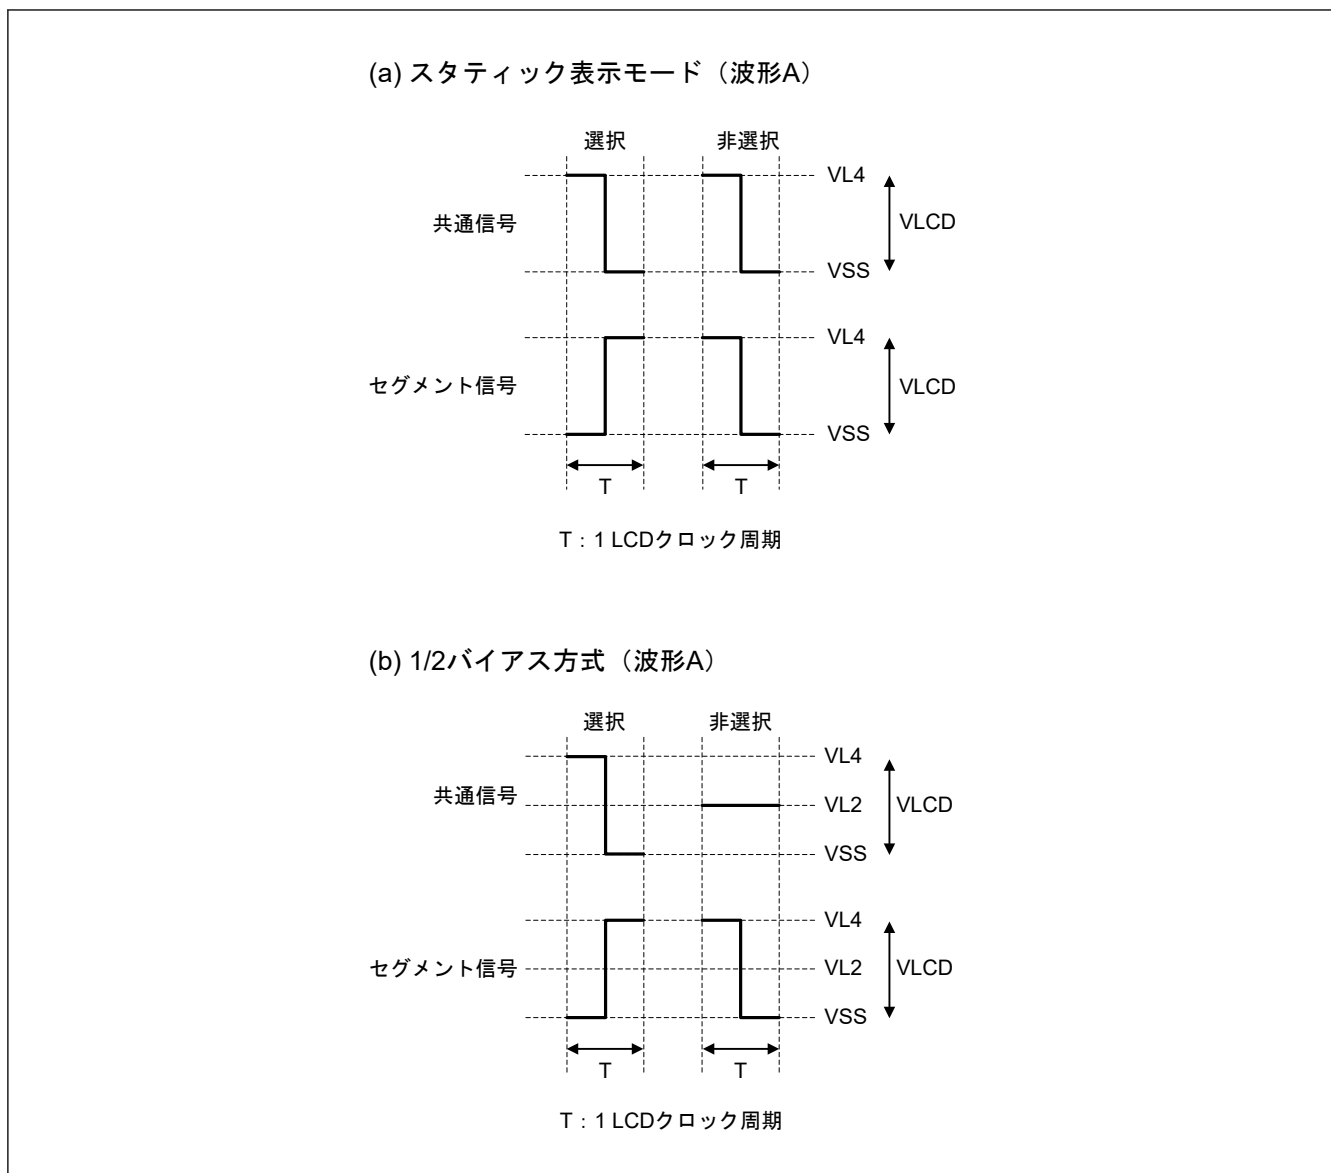 (a) スタティック表示モード（波形A）
選択 非選択
VL4
共通信号 VLCD
VSS
VL4
セグメント信号 VLCD
VSS
T T
T：1 LCDクロック周期
(b) 1/2バイアス方式（波形A）
選択 非選択
VL4
共通信号 VL2 VLCD
VSS
VL4
セグメント信号 VL2 VLCD
VSS
T T
T：1 LCDクロック周期